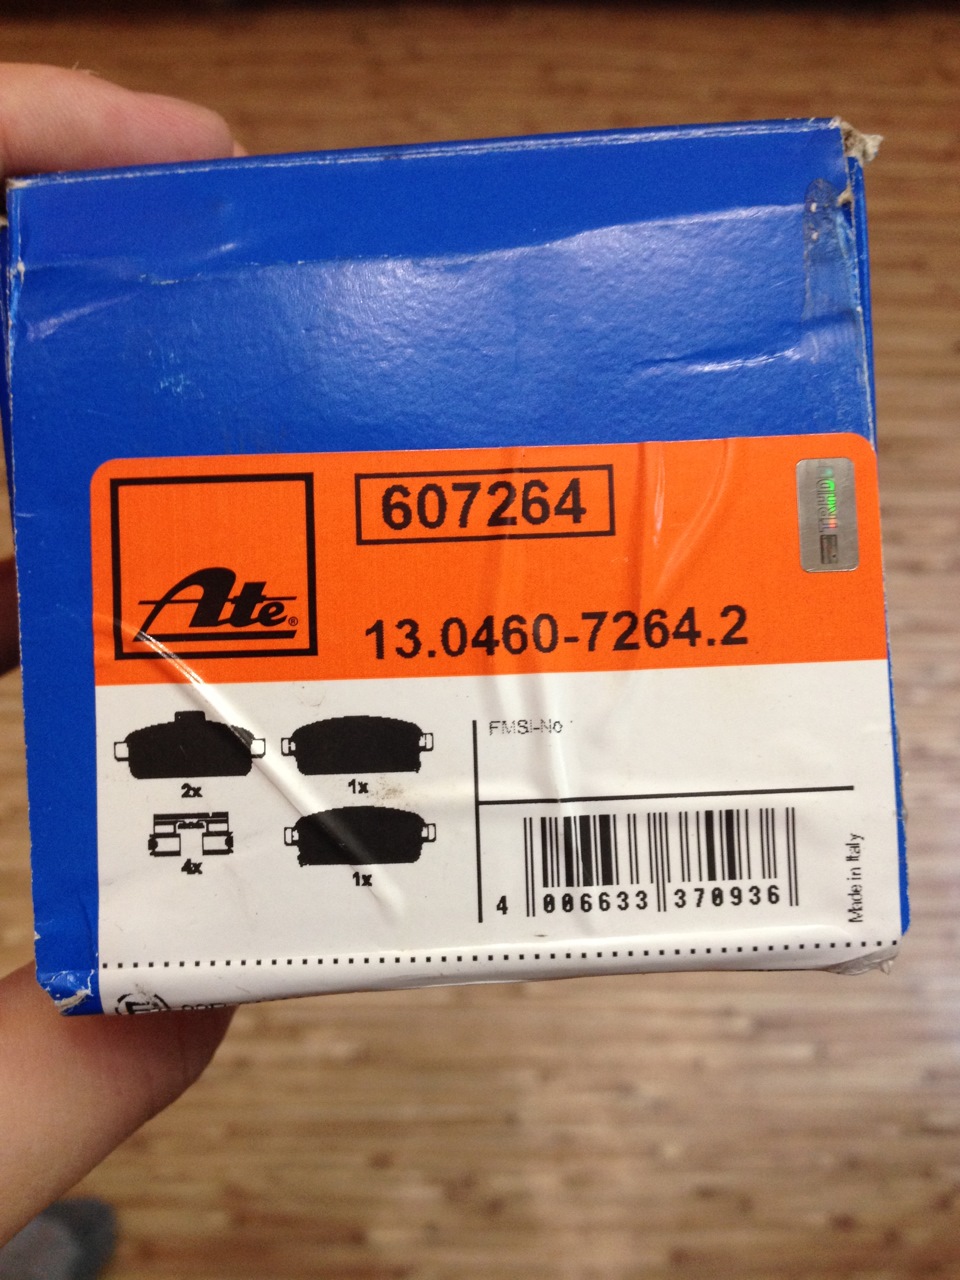 607264
Ate®
13.0460-7264.2
FMSI-No
2x
1x
4x
1x
4 006633 370936
Made in Italy